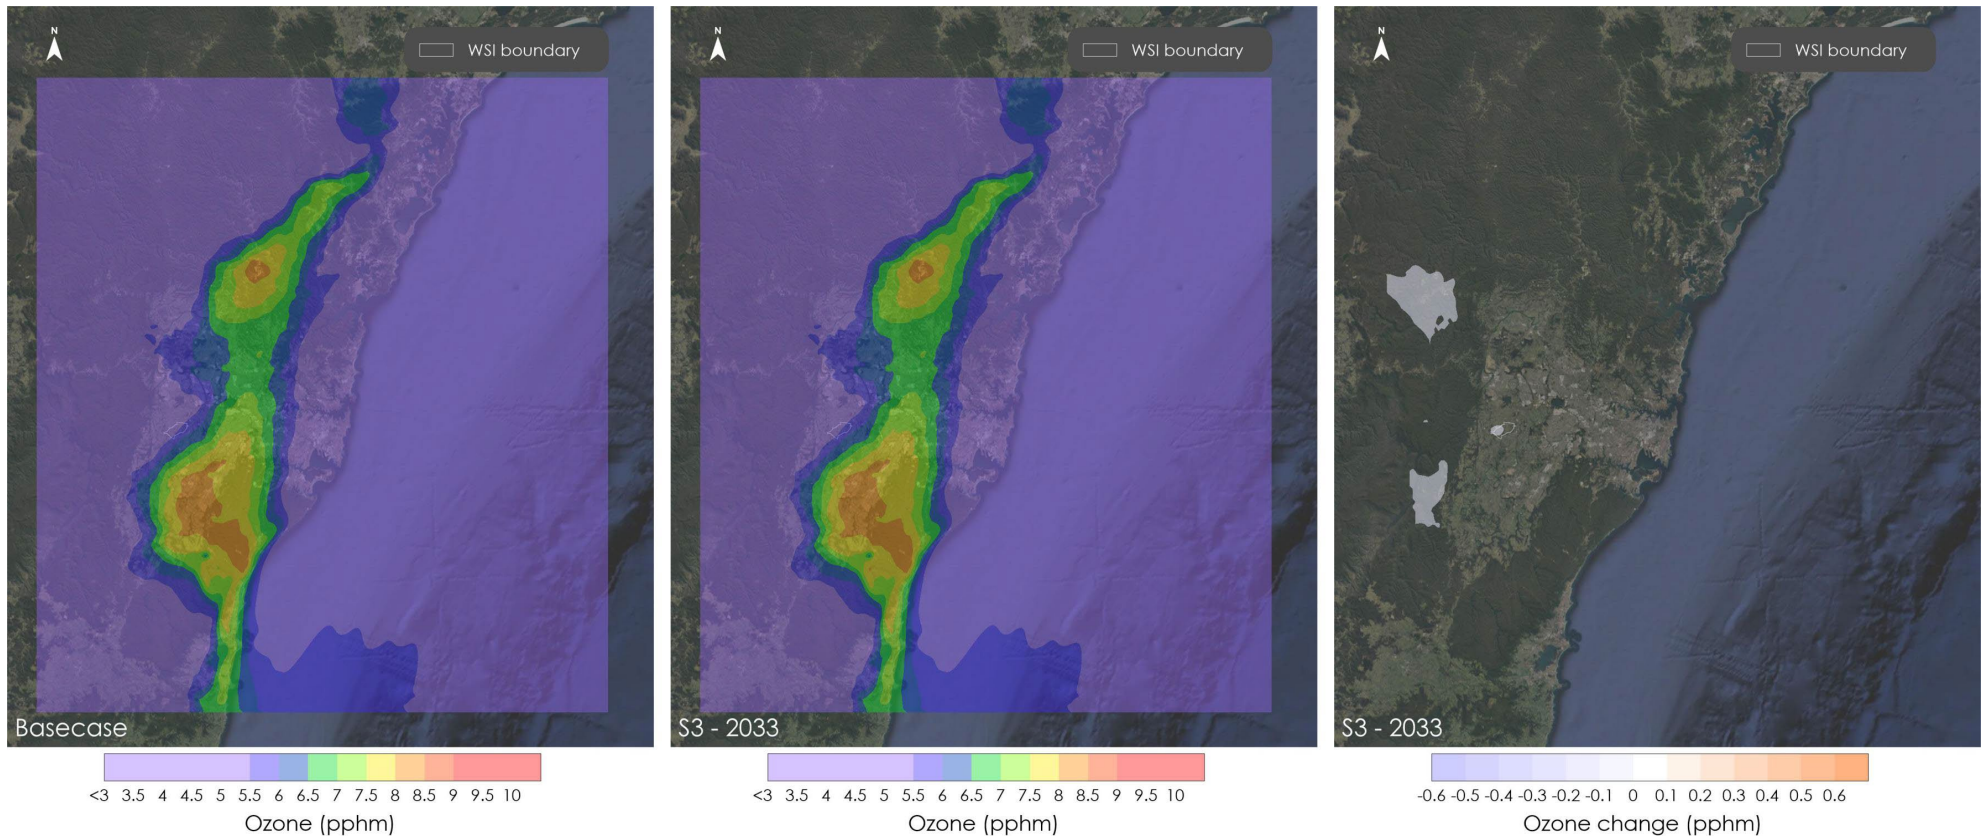 N
WSI boundary
Basecase
<3 3.5 4 4.5 5 5.5 6 6.5 7 7.5 8 8.5 9 9.5 10
Ozone (pphm)
N
WSI boundary
S3 - 2033
<3 3.5 4 4.5 5 5.5 6 6.5 7 7.5 8 8.5 9 9.5 10
Ozone (pphm)
N
WSI boundary
S3 - 2033
-0.6 -0.5 -0.4 -0.3 -0.2 -0.1 0 0.1 0.2 0.3 0.4 0.5 0.6
Ozone change (pphm)